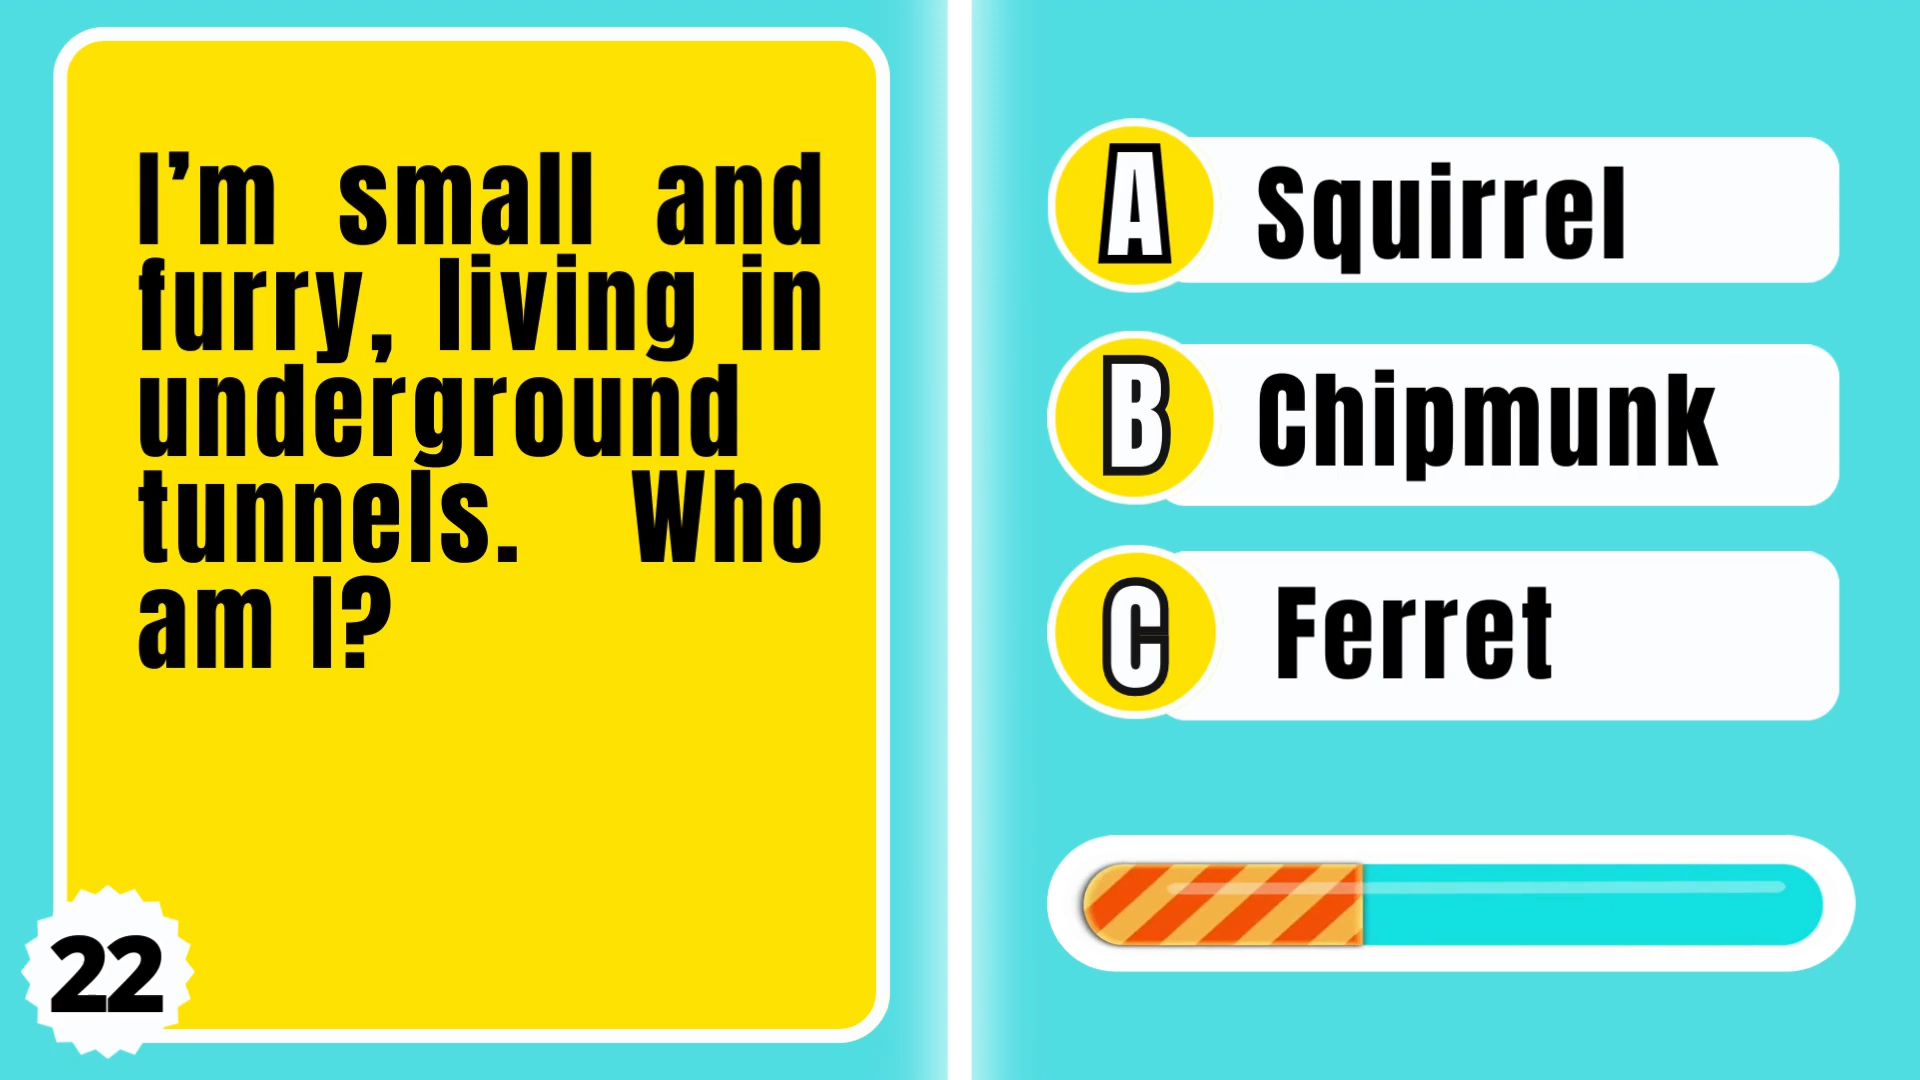 I’m small and
furry, living in
underground
tunnels. Who
am I?
22
A Squirrel
B Chipmunk
C Ferret